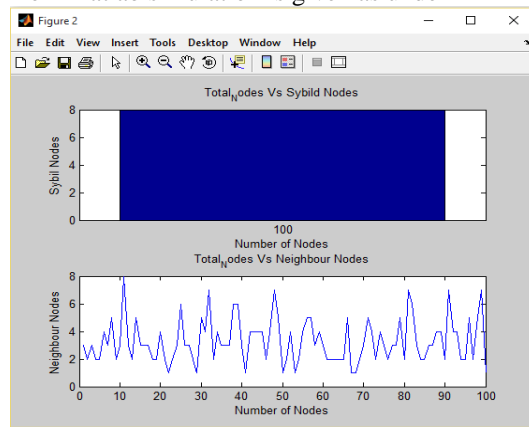 Figure 2
File Edit View Insert Tools Desktop Window Help
Total_Nodes Vs Sybild Nodes
8
6
4
2
0
Sybil Nodes
100
Number of Nodes
Total_Nodes Vs Neighbour Nodes
8
6
4
2
0
Neighbour Nodes
0 10 20 30 40 50 60 70 80 90 100
Number of Nodes